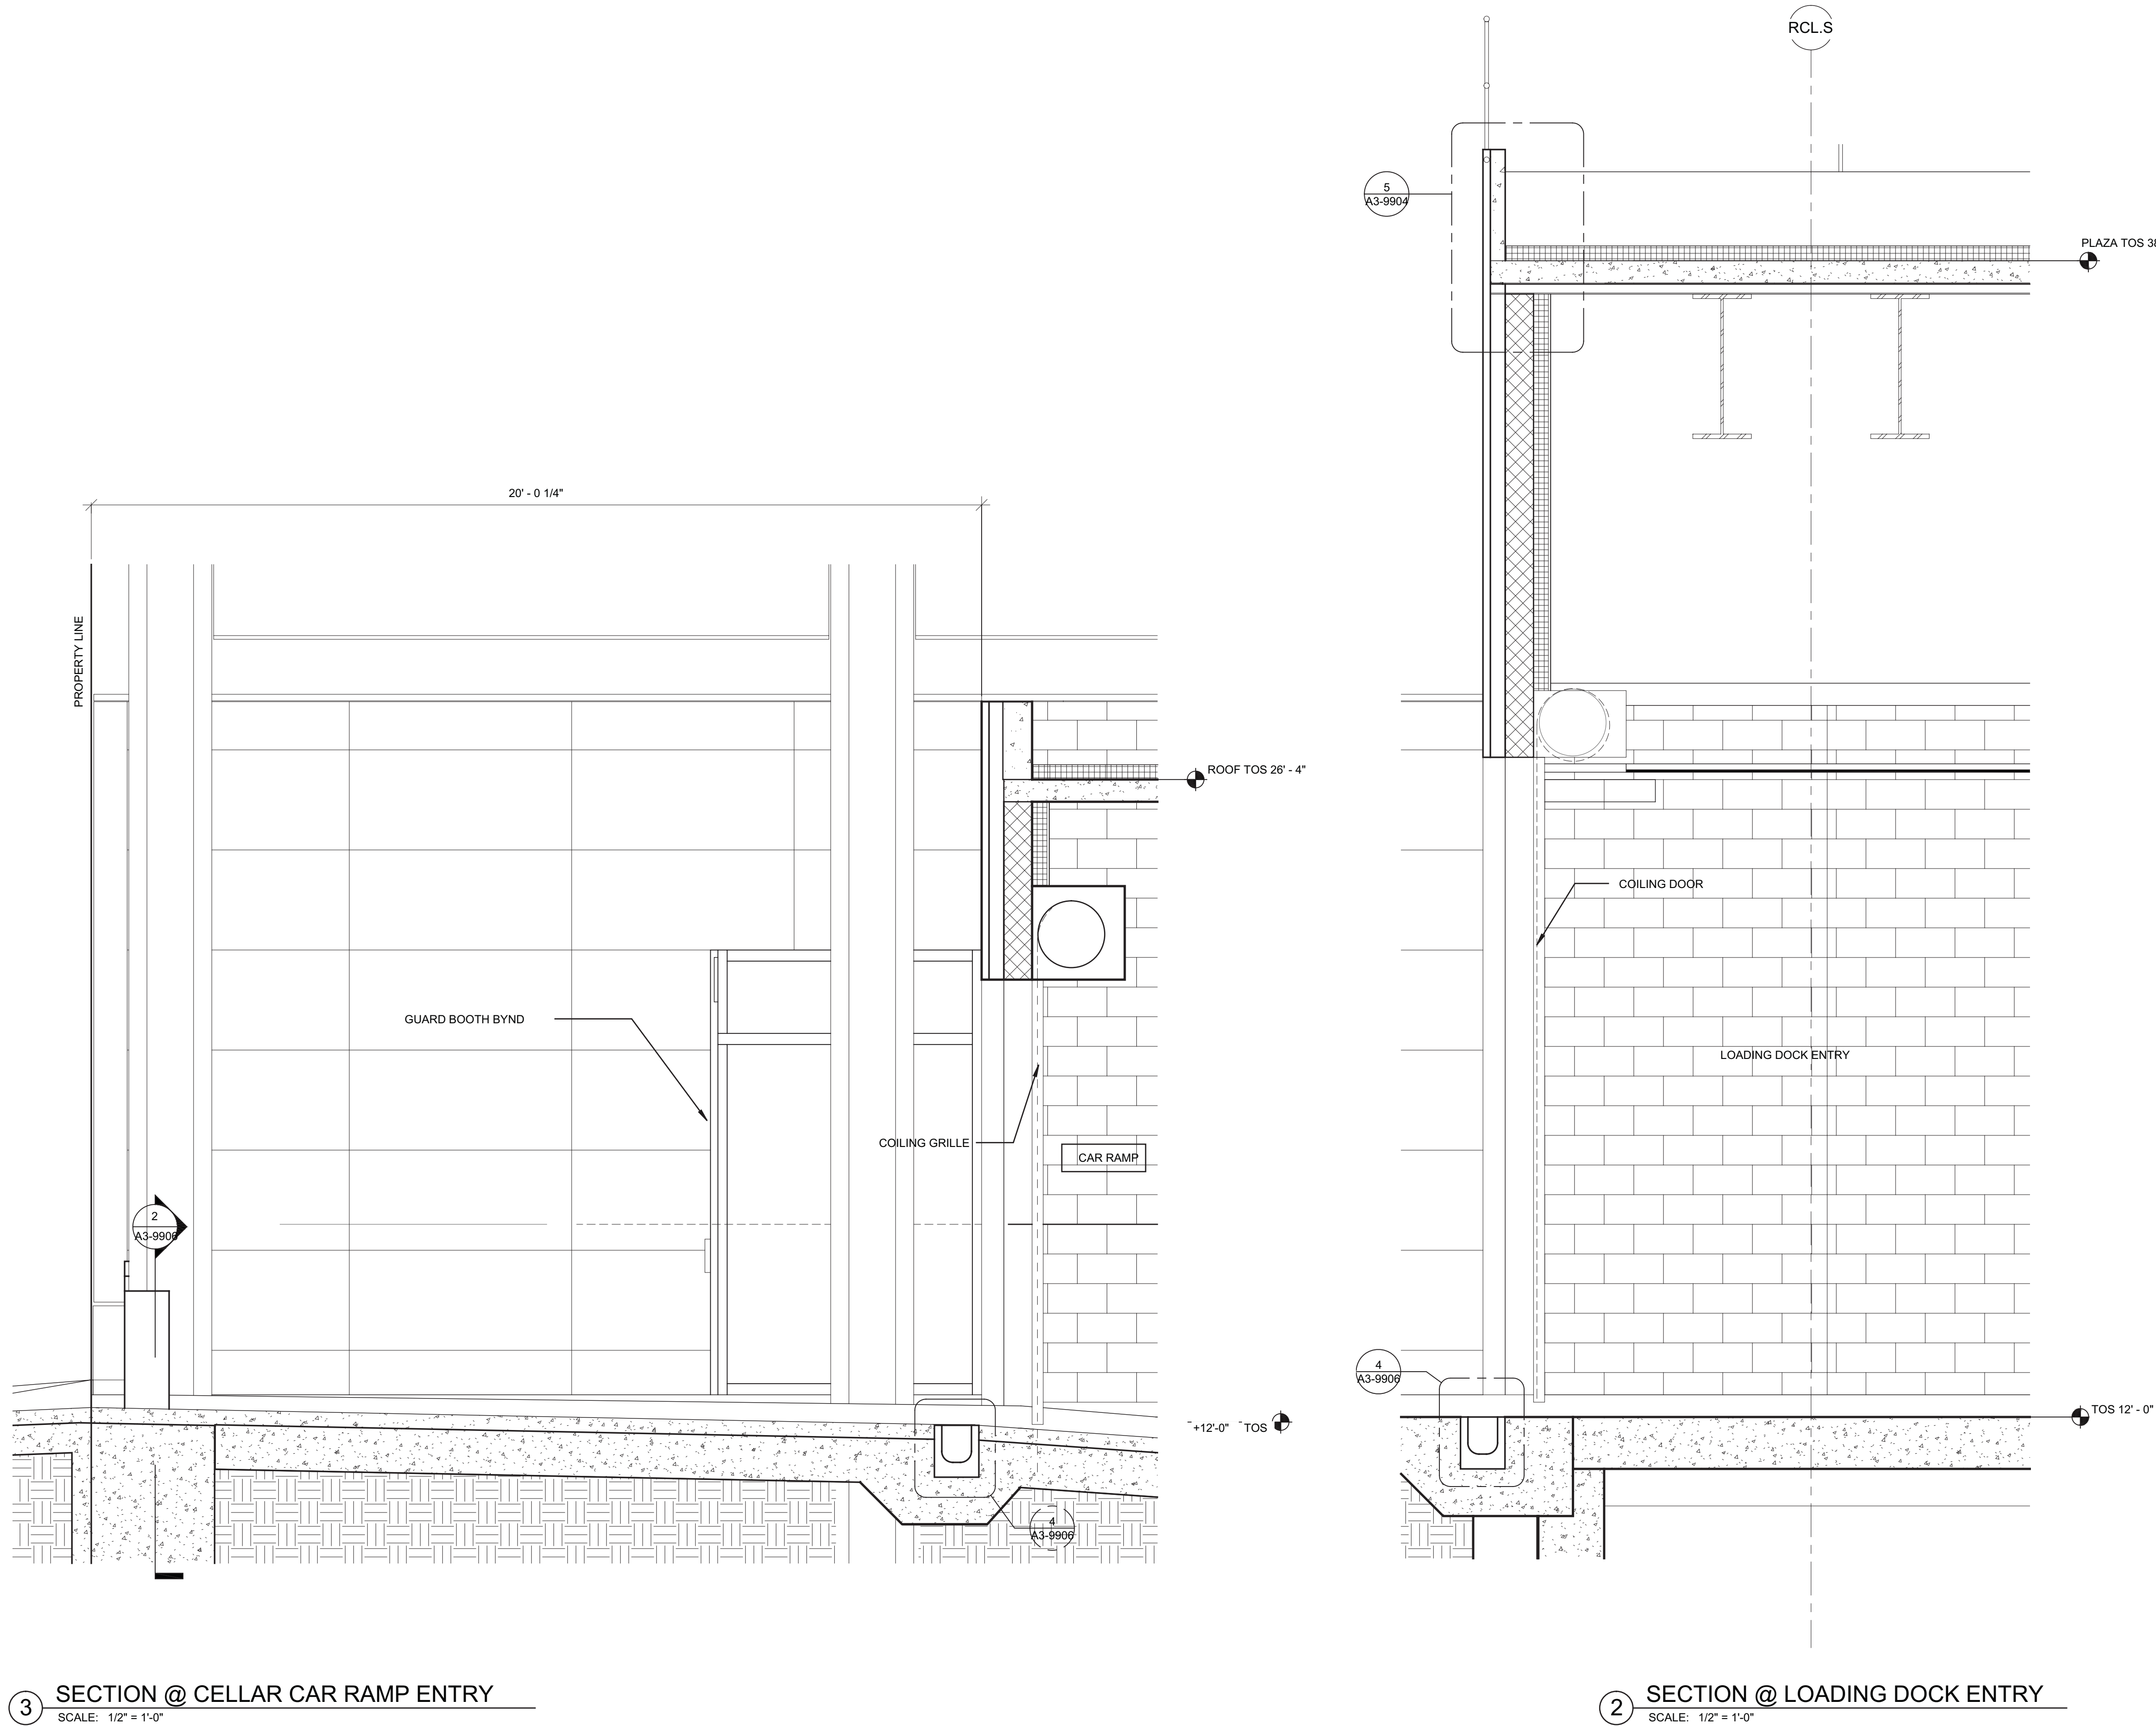 RCL.S
5
A3-9904
PLAZA TOS 38
20' - 0 1/4"
PROPERTY LINE
ROOF TOS 26' - 4"
COILING DOOR
GUARD BOOTH BYND
LOADING DOCK ENTRY
COILING GRILLE
CAR RAMP
2
A3-9906
4
A3-9906
+12'-0" TOS
TOS 12' - 0"
4
A3-9906
3 SECTION @ CELLAR CAR RAMP ENTRY
SCALE: 1/2" = 1'-0"
2 SECTION @ LOADING DOCK ENTRY
SCALE: 1/2" = 1'-0"